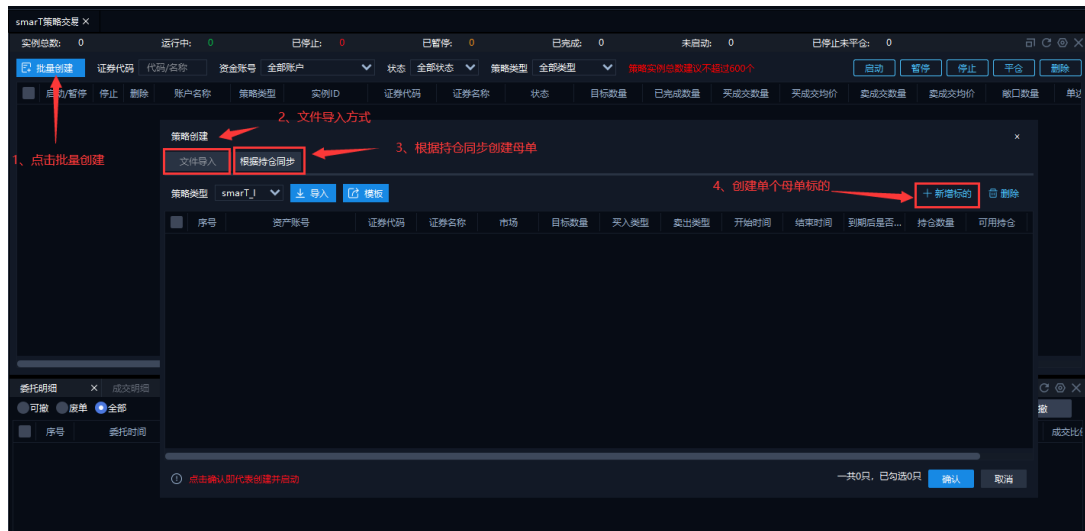 smarT策略交易 ×
实例总数: 0 运行中: 0 已停止: 0 已暂停: 0 已完成: 0 未启动: 0 已停止未平仓: 0
批量创建 证券代码 代码/名称 资金账号 全部账户 状态 全部状态 策略类型 全部类型 策略实例总数建议不超过600个 启动 暂停 停止 平仓 删除
启动/暂停 停止 删除 账户名称 策略类型 实例ID 证券代码 证券名称 状态 目标数量 已完成数量 买成交数量 买成交均价 卖成交数量 卖成交均价 敞口数量 单边
2、文件导入方式
策略创建 ×
3、根据持仓同步创建母单
1、点击批量创建
文件导入 根据持仓同步
4、创建单个母单标的
策略类型 smarT_I 导入 模板 + 新增标的 删除
序号 资产账号 证券代码 证券名称 市场 目标数量 买入类型 卖出类型 开始时间 结束时间 到期后是否... 持仓数量 可用持仓
委托明细 × 成交明细
可撤 废单 全部 撤
序号 委托时间 成交比例
点击确认即代表创建并启动 一共0只，已勾选0只 确认 取消